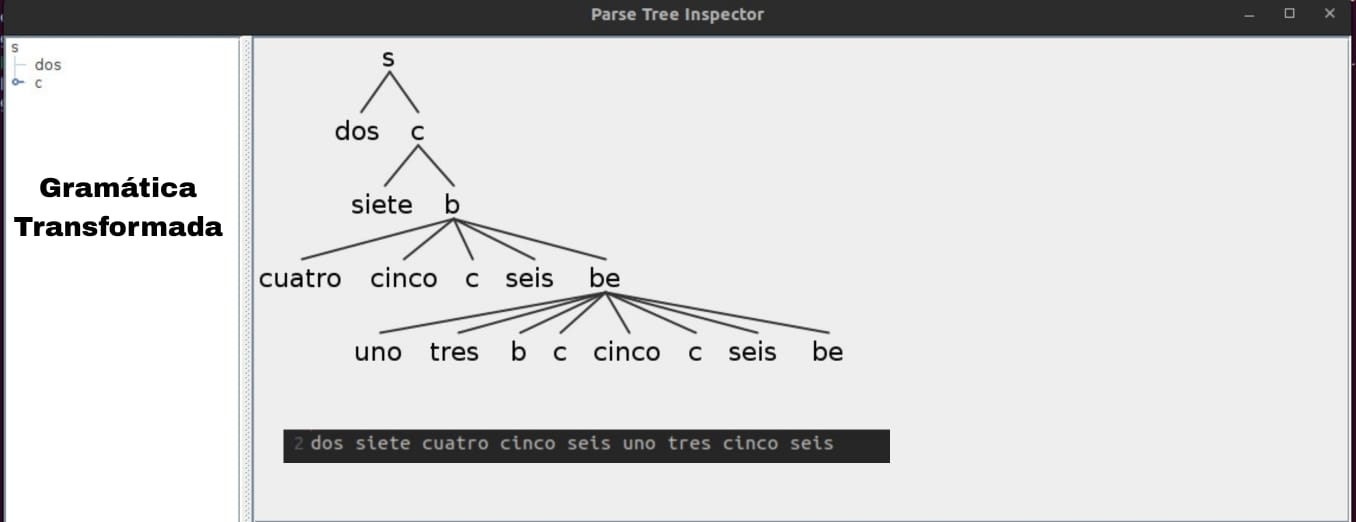 Parse Tree Inspector
s
dos
c
Gramática
Transformada
s
dos c
siete b
cuatro cinco c seis be
uno tres b c cinco c seis be
2 dos siete cuatro cinco seis uno tres cinco seis